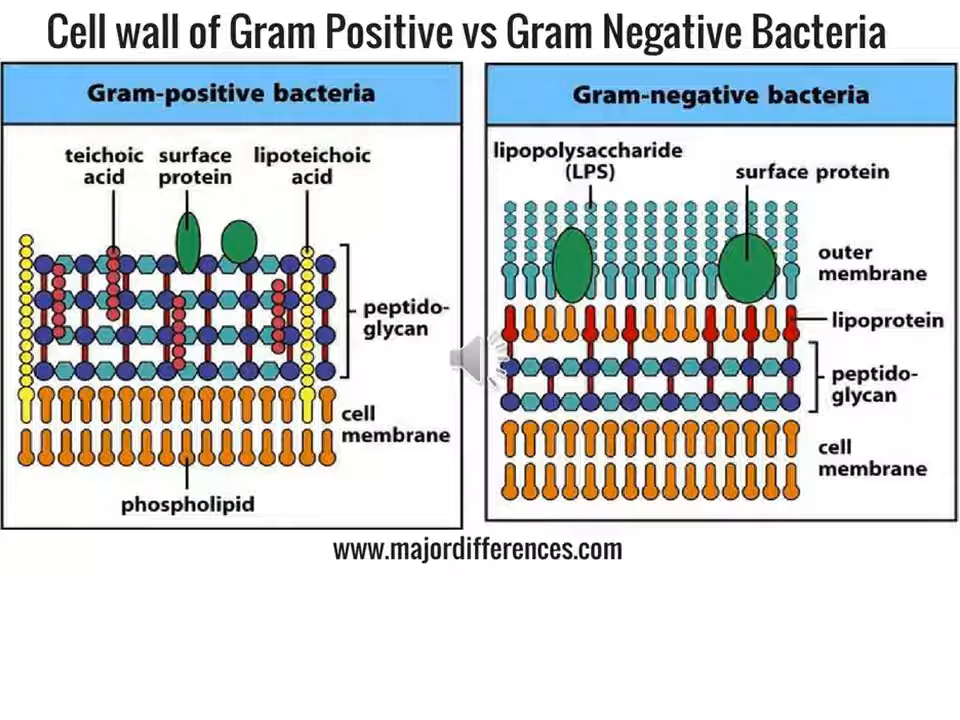 Cell wall of Gram Positive vs Gram Negative Bacteria
Gram-positive bacteria
teichoic acid
surface protein
lipoteichoic acid
peptido-
glycan
cell
membrane
phospholipid
Gram-negative bacteria
lipopolysaccharide
(LPS)
surface protein
outer
membrane
lipoprotein
peptido-
glycan
cell
membrane
www.majordifferences.com